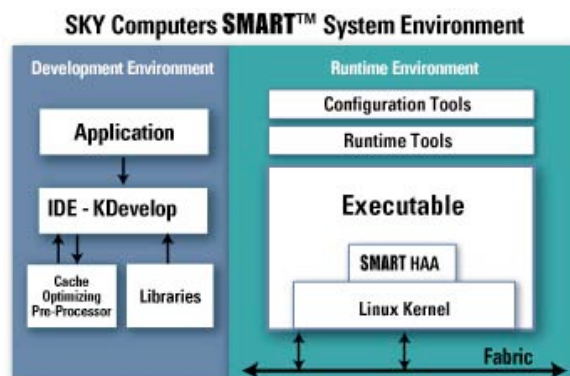 SKY Computers SMART™ System Environment
Development Environment
Application
IDE - KDevelop
Cache
Optimizing
Pre-Processor
Libraries
Runtime Environment
Configuration Tools
Runtime Tools
Executable
SMART HAA
Linux Kernel
Fabric